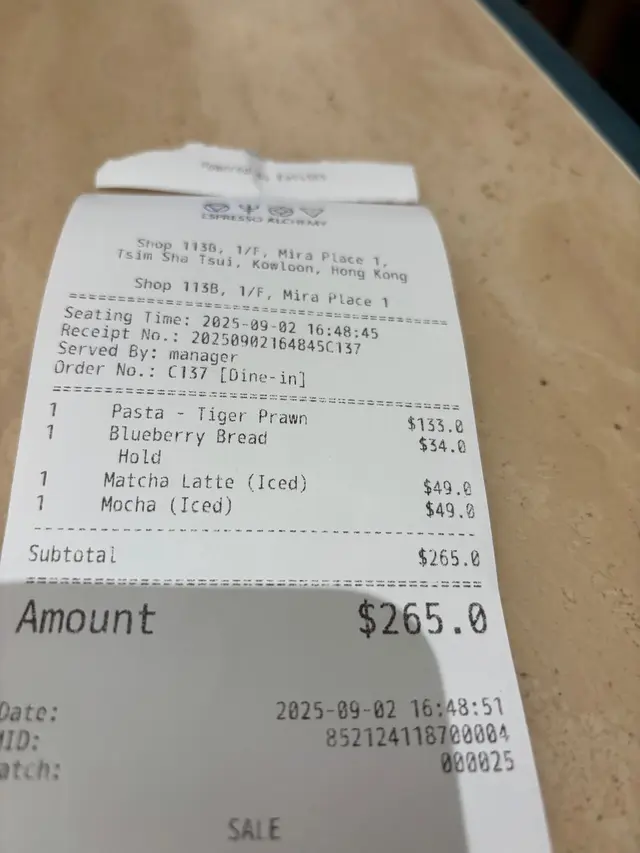 Powered by
ESPRESSO ALCHEMY
Shop 113B, 1/F, Mira Place 1,
Tsim Sha Tsui, Kowloon, Hong Kong
Shop 113B, 1/F, Mira Place 1
Seating Time: 2025-09-02 16:48:45
Receipt No.: 20250902164845C137
Served By: manager
Order No.: C137 [Dine-in]
1 Pasta - Tiger Prawn $133.0
1 Blueberry Bread $34.0
Hold
1 Matcha Latte (Iced) $49.0
1 Mocha (Iced) $49.0
Subtotal $265.0
Amount $265.0
Date: 2025-09-02 16:48:51
MID: 852124118700004
atch: 000025
SALE